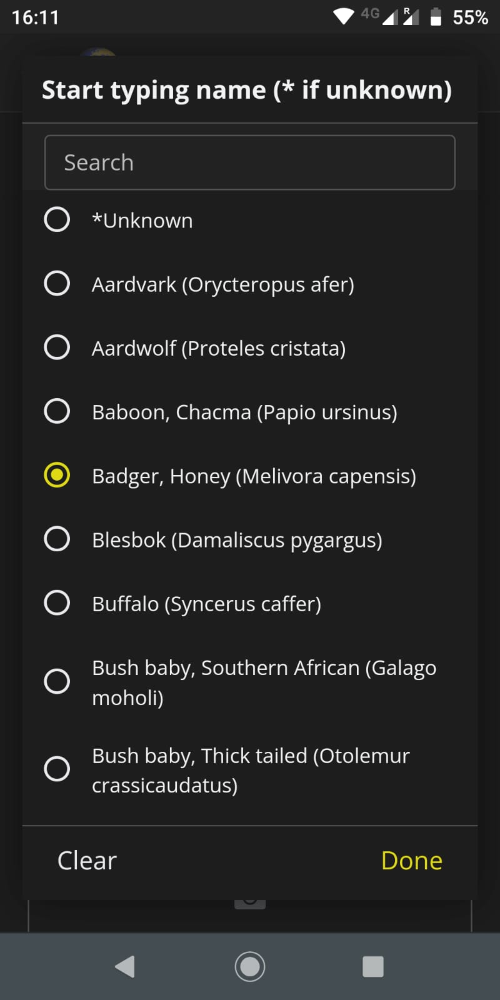 16:11
4G
R
55%
Start typing name (* if unknown)
Search
*Unknown
Aardvark (Orycteropus afer)
Aardwolf (Proteles cristata)
Baboon, Chacma (Papio ursinus)
Badger, Honey (Melivora capensis)
Blesbok (Damaliscus pygargus)
Buffalo (Syncerus caffer)
Bush baby, Southern African (Galago
moholi)
Bush baby, Thick tailed (Otolemur
crassicaudatus)
Clear
Done